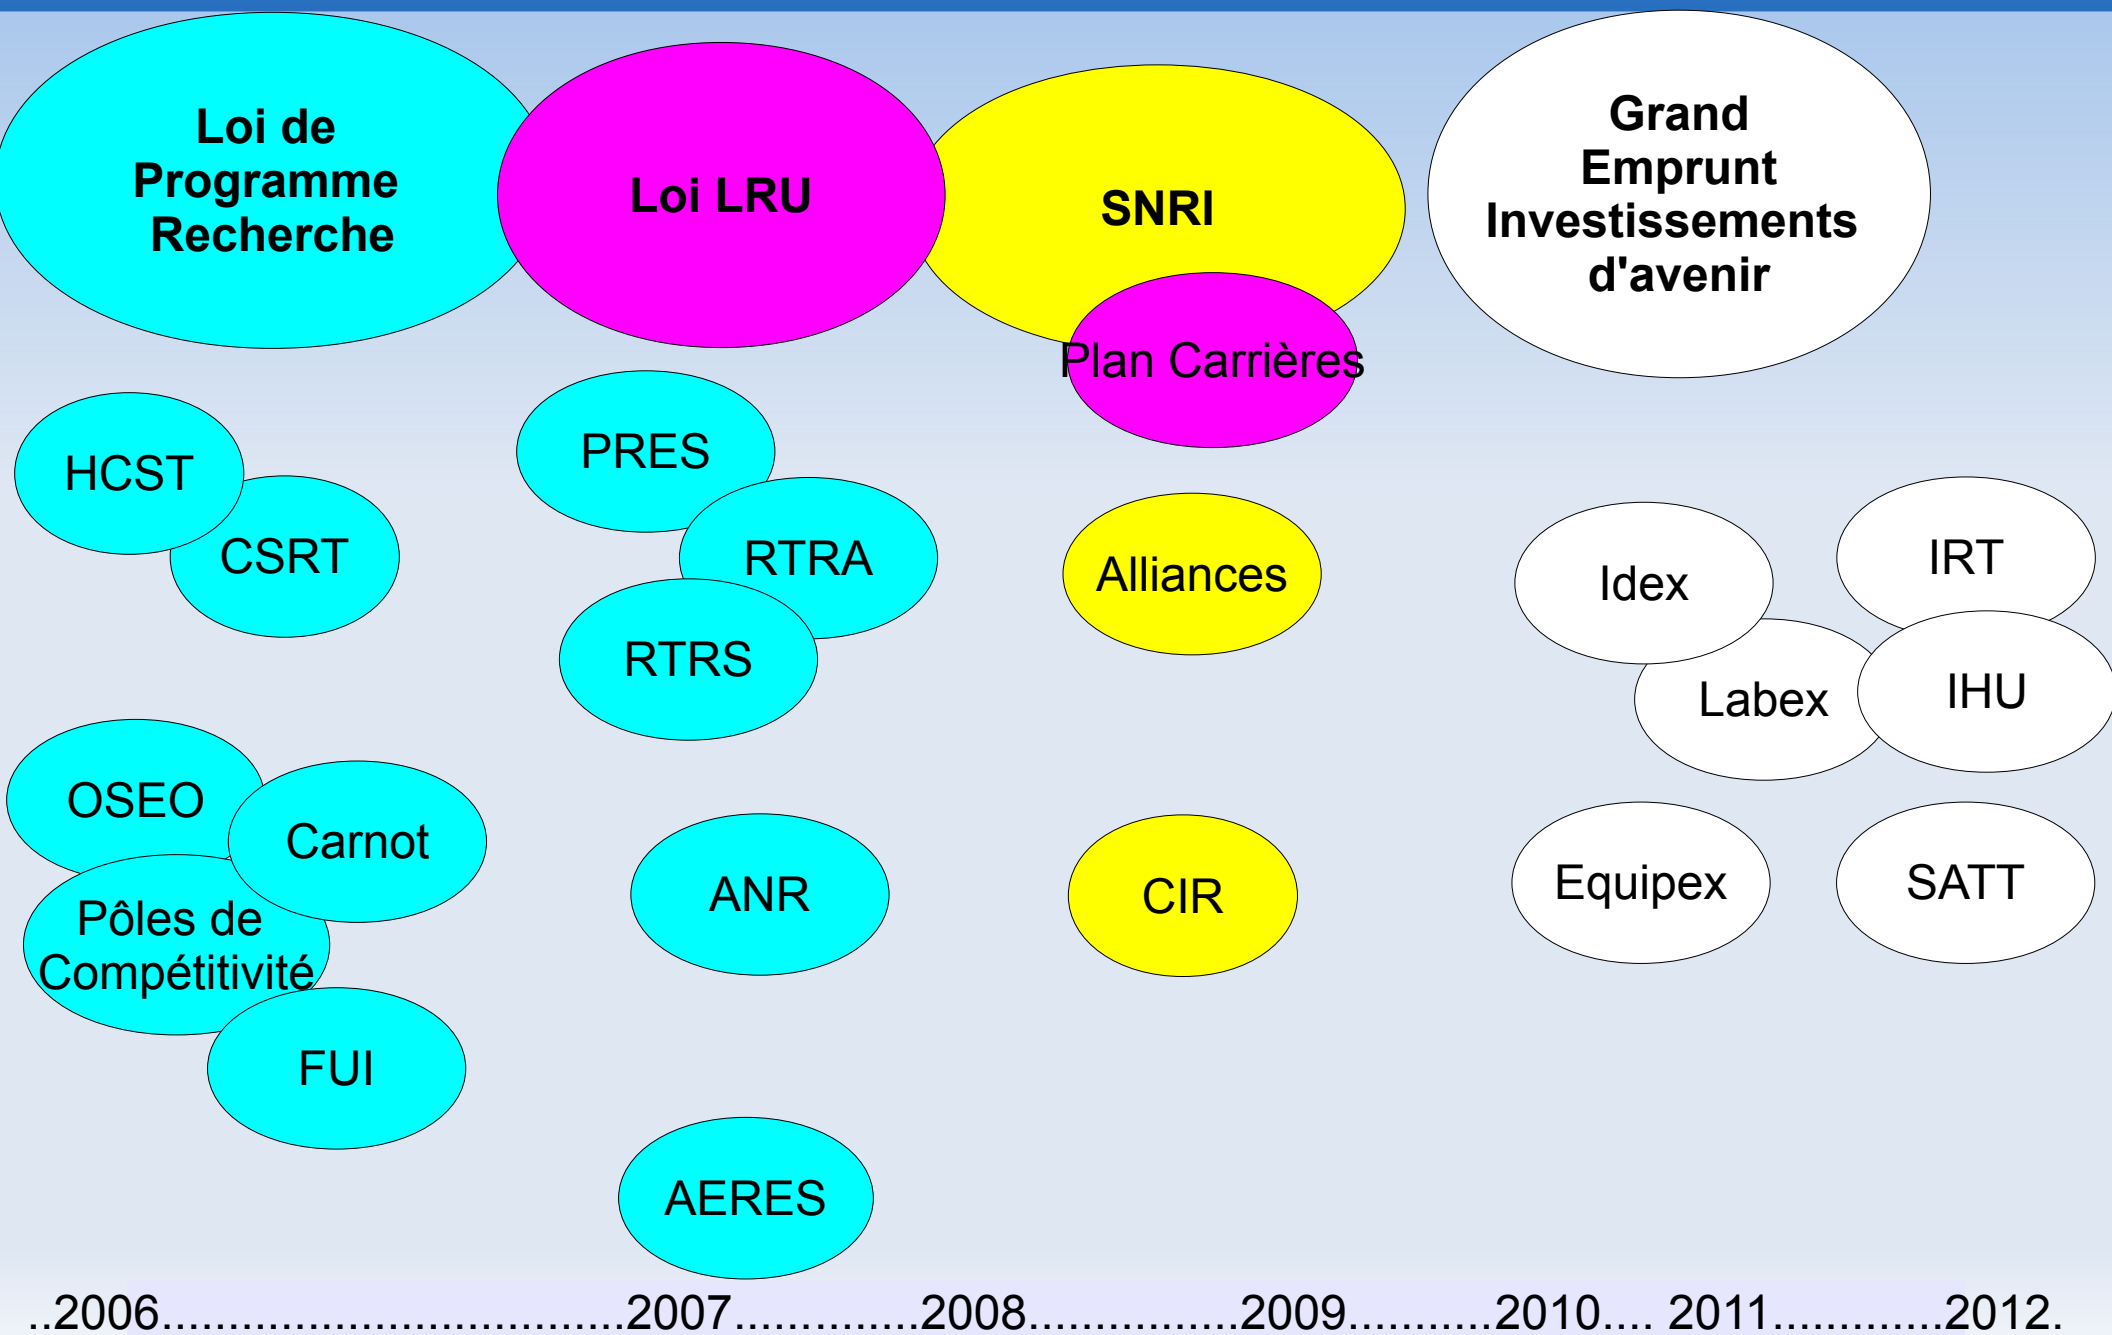 Loi de
Programme
Recherche
Loi LRU
SNRI
Grand
Emprunt
Investissements
d'avenir
Plan Carrières
HCST
CSRT
PRES
RTRA
RTRS
Alliances
Idex
Labex
IRT
IHU
OSEO
Carnot
Pôles de
Compétitivité
FUI
ANR
CIR
Equipex
SATT
AERES
..2006...................................2007..............2008................2009...........2010.... 2011.............2012.